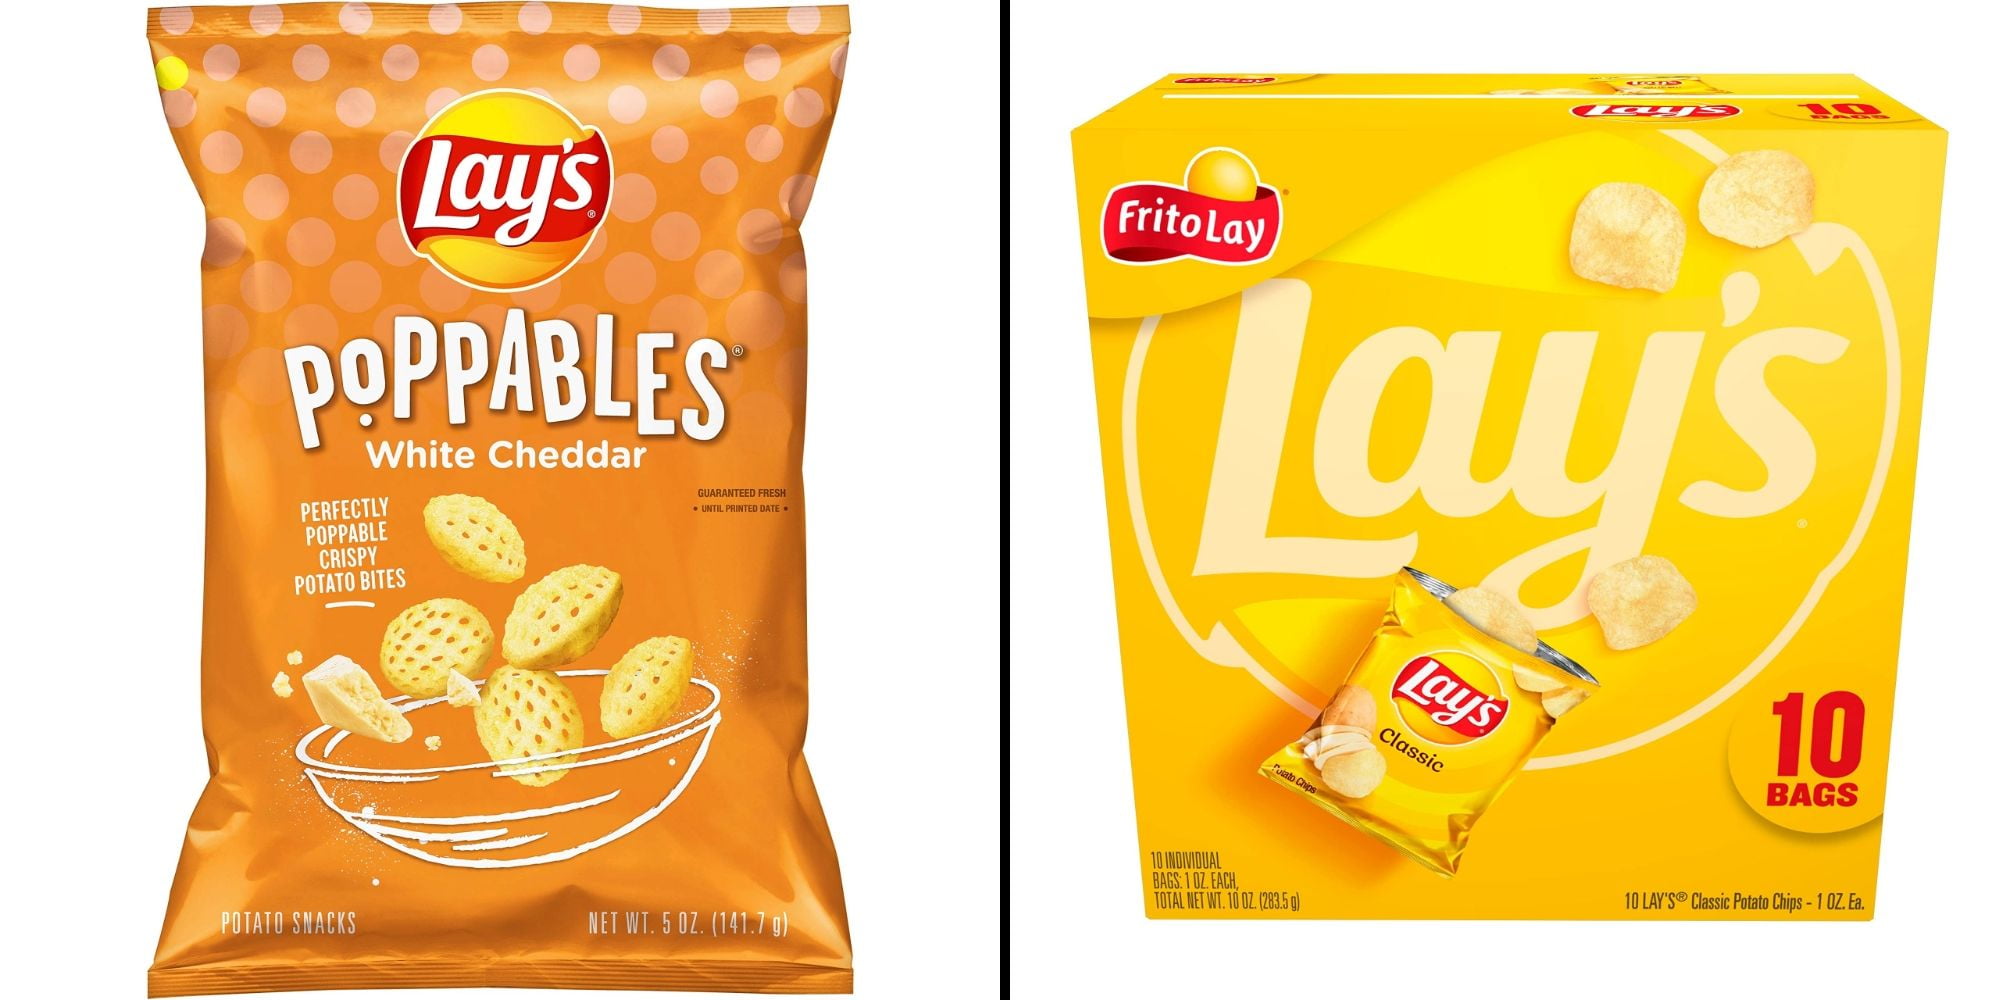 Lay's®
POPPABLES®
White Cheddar
PERFECTLY
POPPABLE
CRISPY
POTATO BITES
GUARANTEED FRESH
• UNTIL PRINTED DATE •
POTATO SNACKS
NET WT. 5 OZ. (141.7 g)
FritoLay
Lay's
Lay's
10
BAGS
FritoLay®
Lay's®
Lay's
Classic
Potato Chips
10
BAGS
10 INDIVIDUAL
BAGS: 1 OZ. EACH,
TOTAL NET WT. 10 OZ. (283.5 g)
10 LAY'S® Classic Potato Chips - 1 OZ. Ea.